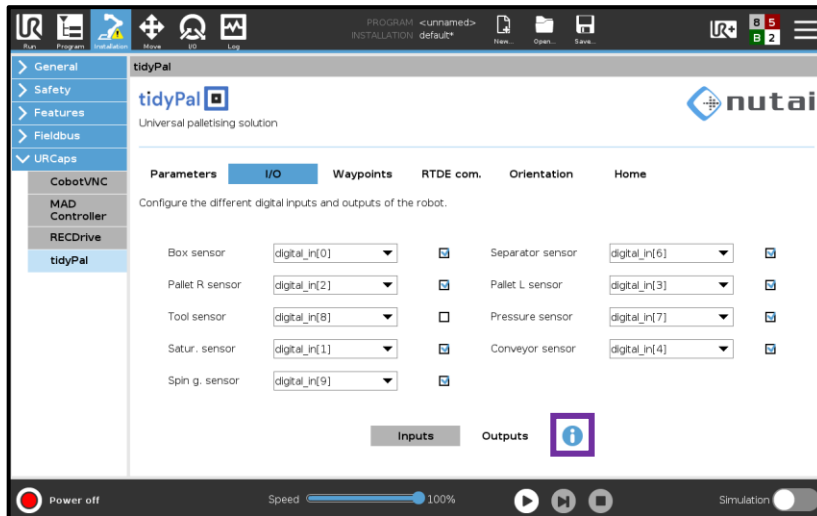 PROGRAM <unnamed>
INSTALLATION default*
Run Program Installation Move I/O Log New... Open... Save...
UR+
8 5
B 2
General
Safety
Features
Fieldbus
URCaps
CobotVNC
MAD
Controller
RECDrive
tidyPal
tidyPal
tidyPal
nutai
Universal palletising solution
Parameters I/O Waypoints RTDE com. Orientation Home
Configure the different digital inputs and outputs of the robot.
Box sensor digital_in[0] Separator sensor digital_in[6]
Pallet R sensor digital_in[2] Pallet L sensor digital_in[3]
Tool sensor digital_in[8] Pressure sensor digital_in[7]
Satur. sensor digital_in[1] Conveyor sensor digital_in[4]
Spin g. sensor digital_in[9]
Inputs Outputs i
Power off Speed 100% Simulation